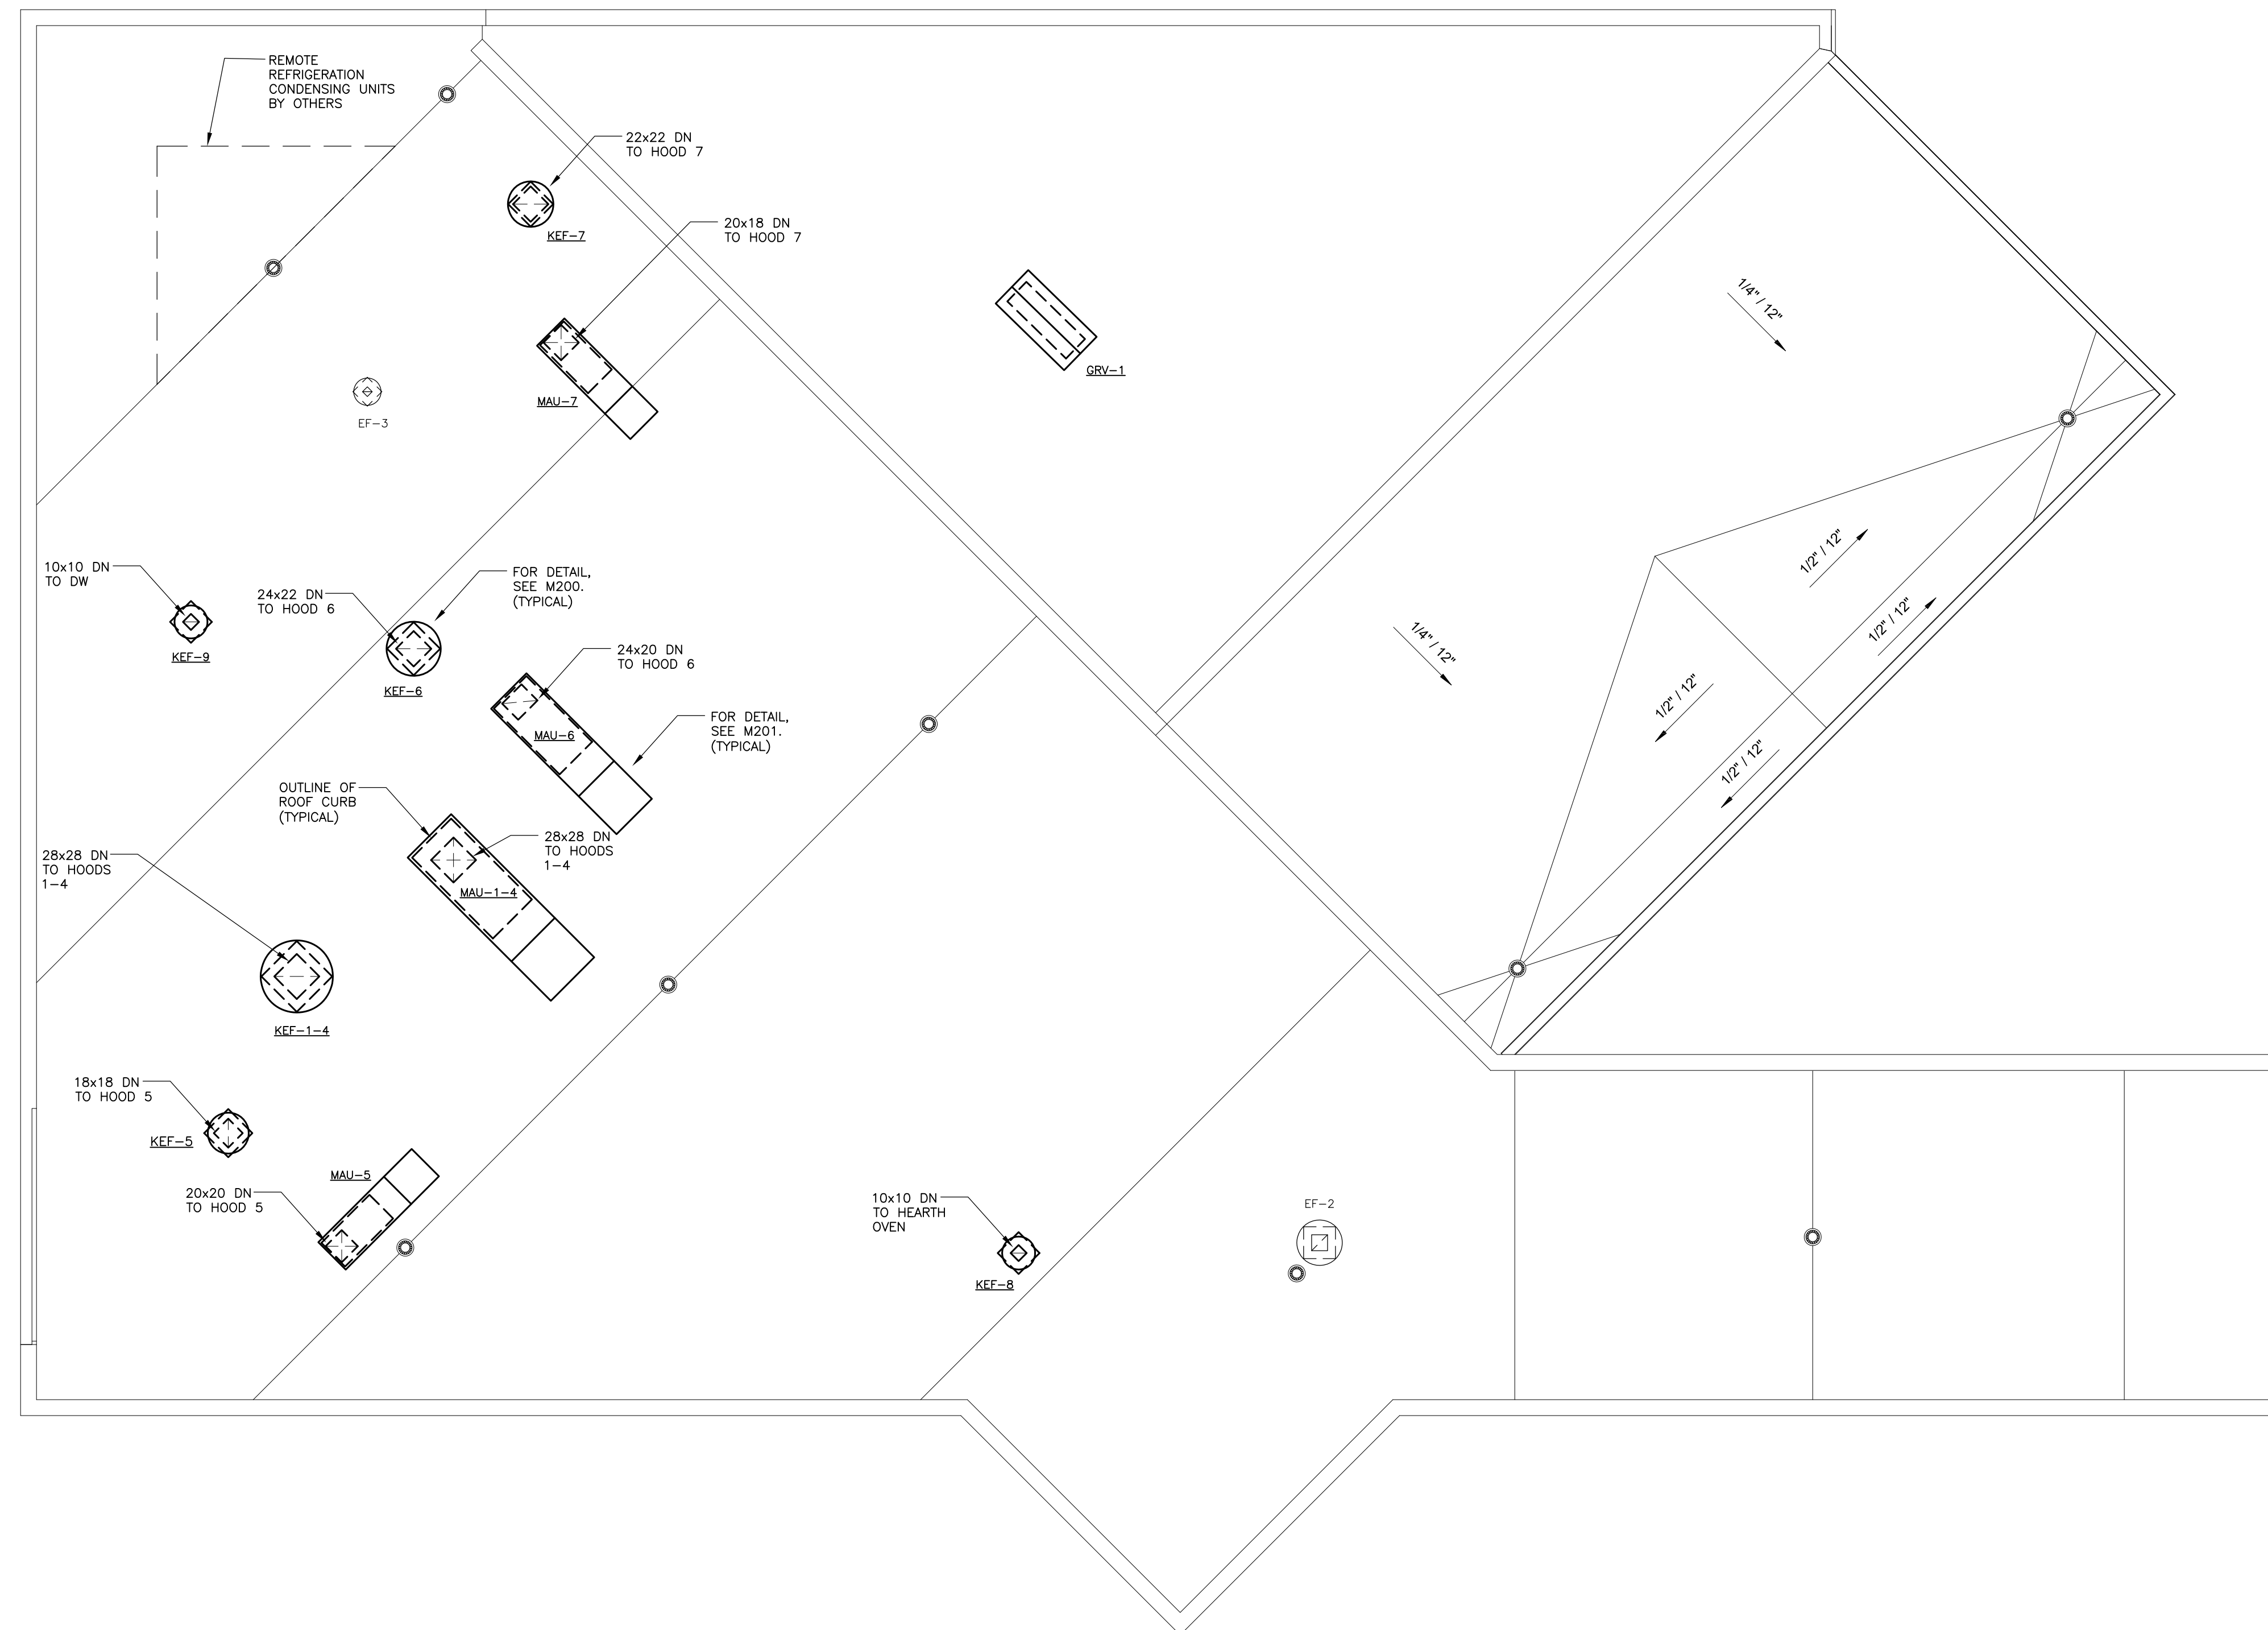 REMOTE
REFRIGERATION
CONDENSING UNITS
BY OTHERS
22x22 DN
TO HOOD 7
KEF-7
20x18 DN
TO HOOD 7
MAU-7
GRV-1
EF-3
1/4" / 12"
10x10 DN
TO DW
KEF-9
24x22 DN
TO HOOD 6
FOR DETAIL,
SEE M200.
(TYPICAL)
KEF-6
24x20 DN
TO HOOD 6
MAU-6
FOR DETAIL,
SEE M201.
(TYPICAL)
1/4" / 12"
1/2" / 12"
1/2" / 12"
1/2" / 12"
1/2" / 12"
OUTLINE OF
ROOF CURB
(TYPICAL)
28x28 DN
TO HOODS
1-4
MAU-1-4
28x28 DN
TO HOODS
1-4
KEF-1-4
18x18 DN
TO HOOD 5
KEF-5
MAU-5
20x20 DN
TO HOOD 5
10x10 DN
TO HEARTH
OVEN
KEF-8
EF-2